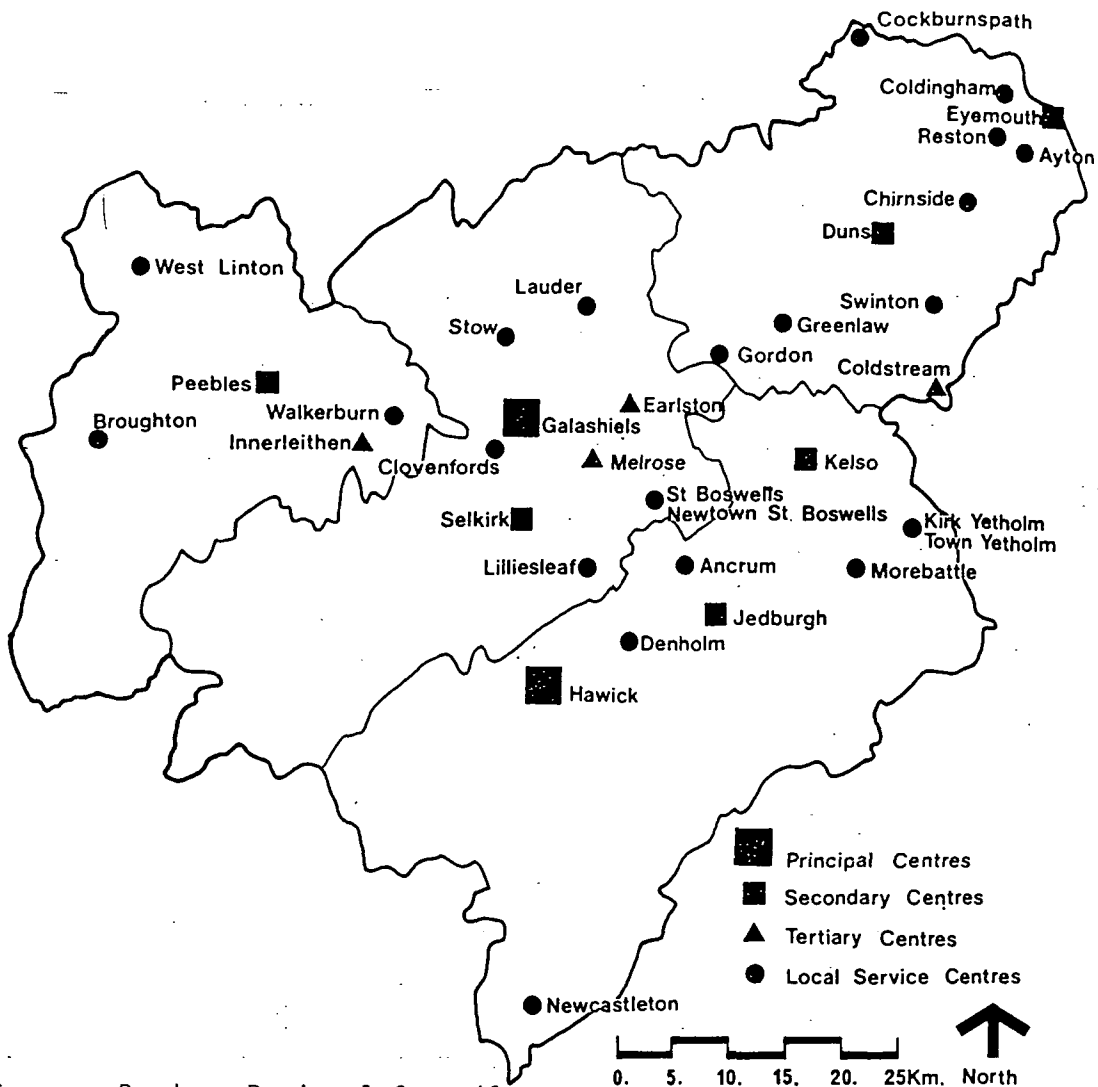 Cockburnspath
Coldingham
Eyemouth
Reston
Ayton
Chirnside
Duns
West Linton
Lauder
Swinton
Stow
Greenlaw
Gordon
Coldstream
Peebles
Earlston
Walkerburn
Broughton
Galashiels
Innerleithen
Clovenfords
Melrose
Kelso
St Boswells
Newtown St. Boswells
Selkirk
Kirk Yetholm
Town Yetholm
Lilliesleaf
Ancrum
Morebattle
Jedburgh
Denholm
Hawick
Principal Centres
Secondary Centres
Tertiary Centres
Local Service Centres
Newcastleton
0. 5. 10. 15. 20. 25Km. North